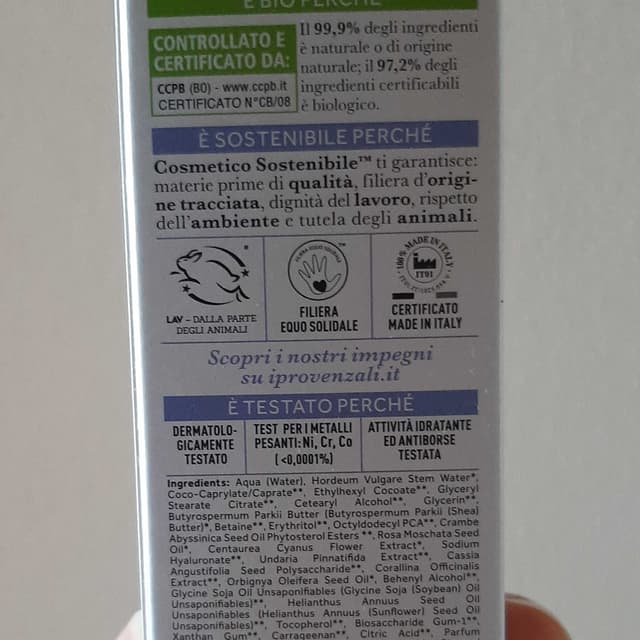 È BIO PERCHÉ
CONTROLLATO E
CERTIFICATO DA:
CCPB (BO) - www.ccpb.it
CERTIFICATO N°CB/08
Il 99,9% degli ingredienti
è naturale o di origine
naturale; il 97,2% degli
ingredienti certificabili
è biologico.
È SOSTENIBILE PERCHÉ
Cosmetico Sostenibile™ ti garantisce:
materie prime di qualità, filiera d'origi-
ne tracciata, dignità del lavoro, rispetto
dell'ambiente e tutela degli animali.
LAV – DALLA PARTE
DEGLI ANIMALI
FILIERA EQUO SOLIDALE
FILIERA
EQUO SOLIDALE
100% MADE IN ITALY
IT01
CERTIFICATO
MADE IN ITALY
Scopri i nostri impegni
su iprovenzali.it
È TESTATO PERCHÉ
DERMATOLO-
GICAMENTE
TESTATO
TEST PER I METALLI
PESANTI: Ni, Cr, Co
(<0,0001%)
ATTIVITÀ IDRATANTE
ED ANTIBORSE
TESTATA
Ingredients: Aqua (Water), Hordeum Vulgare Stem Water*,
Coco-Caprylate/Caprate**, Ethylhexyl Cocoate**, Glyceryl
Stearate Citrate**, Cetearyl Alcohol**, Glycerin**,
Butyrospermum Parkii Butter (Butyrospermum Parkii (Shea)
Butter)*, Betaine**, Erythritol**, Octyldodecyl PCA**, Crambe
Abyssinica Seed Oil Phytosterol Esters **, Rosa Moschata Seed
Oil*, Centaurea Cyanus Flower Extract*, Sodium
Hyaluronate**, Undaria Pinnatifida Extract**, Cassia
Angustifolia Seed Polysaccharide**, Corallina Officinalis
Extract**, Orbignya Oleifera Seed Oil*, Behenyl Alcohol**,
Glycine Soja Oil Unsaponifiables (Glycine Soja (Soybean) Oil
Unsaponifiables)**, Helianthus Annuus Seed Oil
Unsaponifiables (Helianthus Annuus (Sunflower) Seed Oil
Unsaponifiables)**, Tocopherol**, Biosaccharide Gum-1**,
Xanthan Gum**, Carrageenan**, Citric Acid**, Parfum